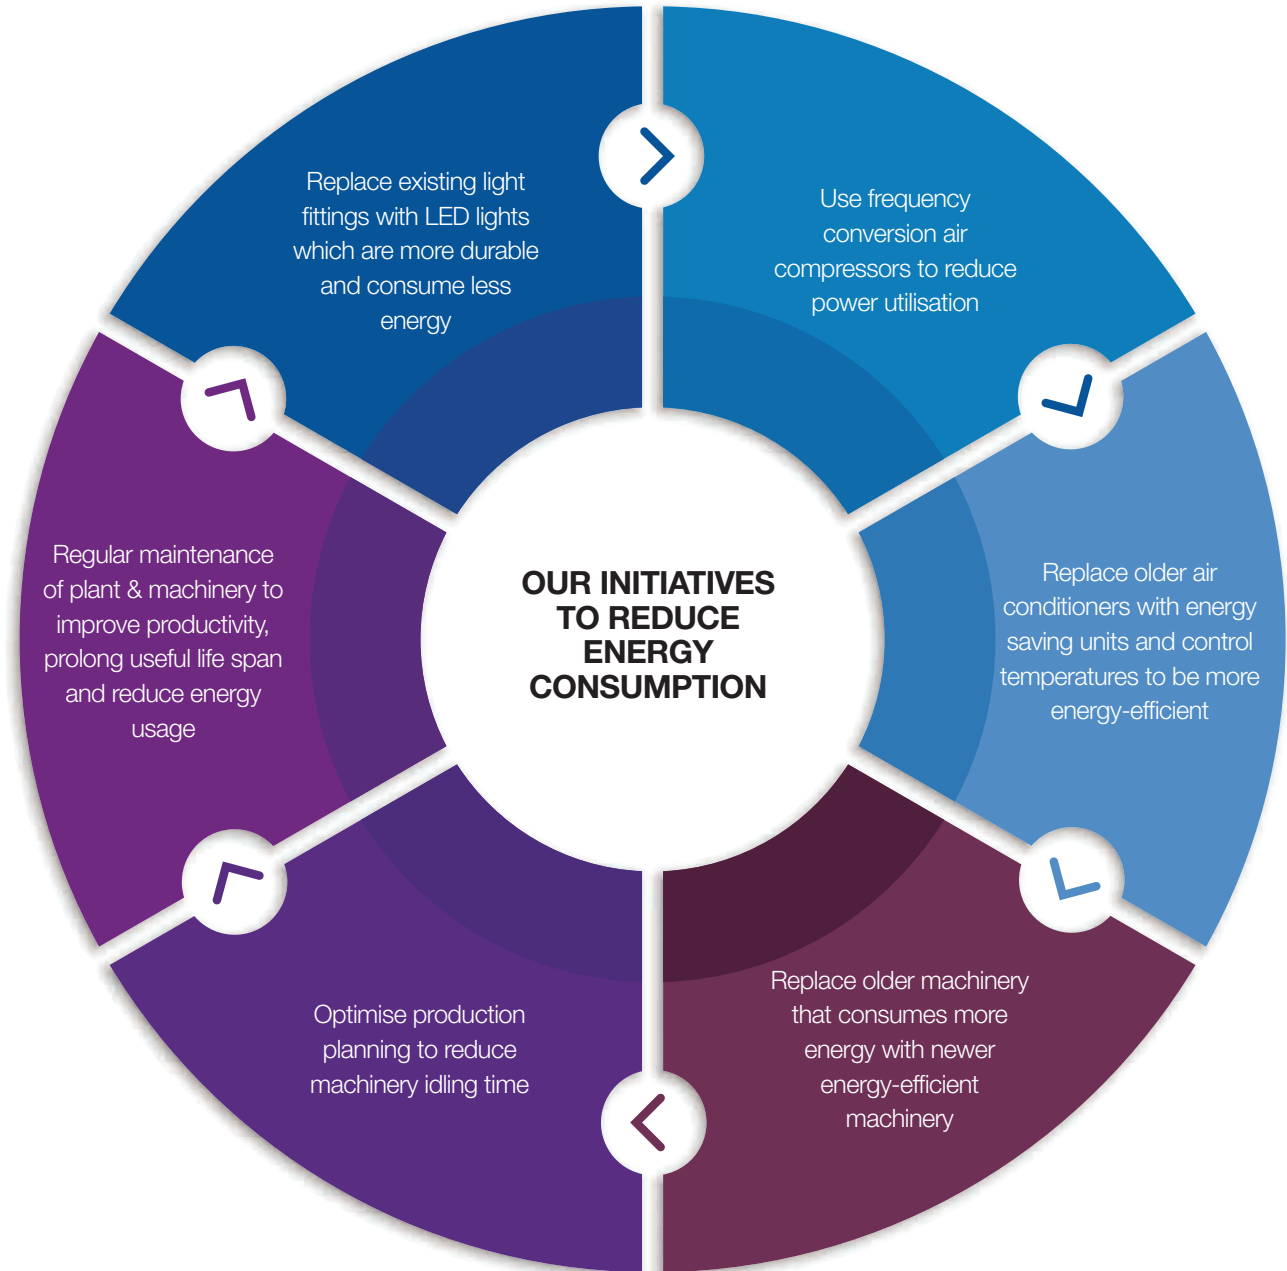 Replace existing light
fittings with LED lights
which are more durable
and consume less
energy
Use frequency
conversion air
compressors to reduce
power utilisation
Replace older air
conditioners with energy
saving units and control
temperatures to be more
energy-efficient
Replace older machinery
that consumes more
energy with newer
energy-efficient
machinery
Optimise production
planning to reduce
machinery idling time
Regular maintenance
of plant & machinery to
improve productivity,
prolong useful life span
and reduce energy
usage
OUR INITIATIVES
TO REDUCE
ENERGY
CONSUMPTION